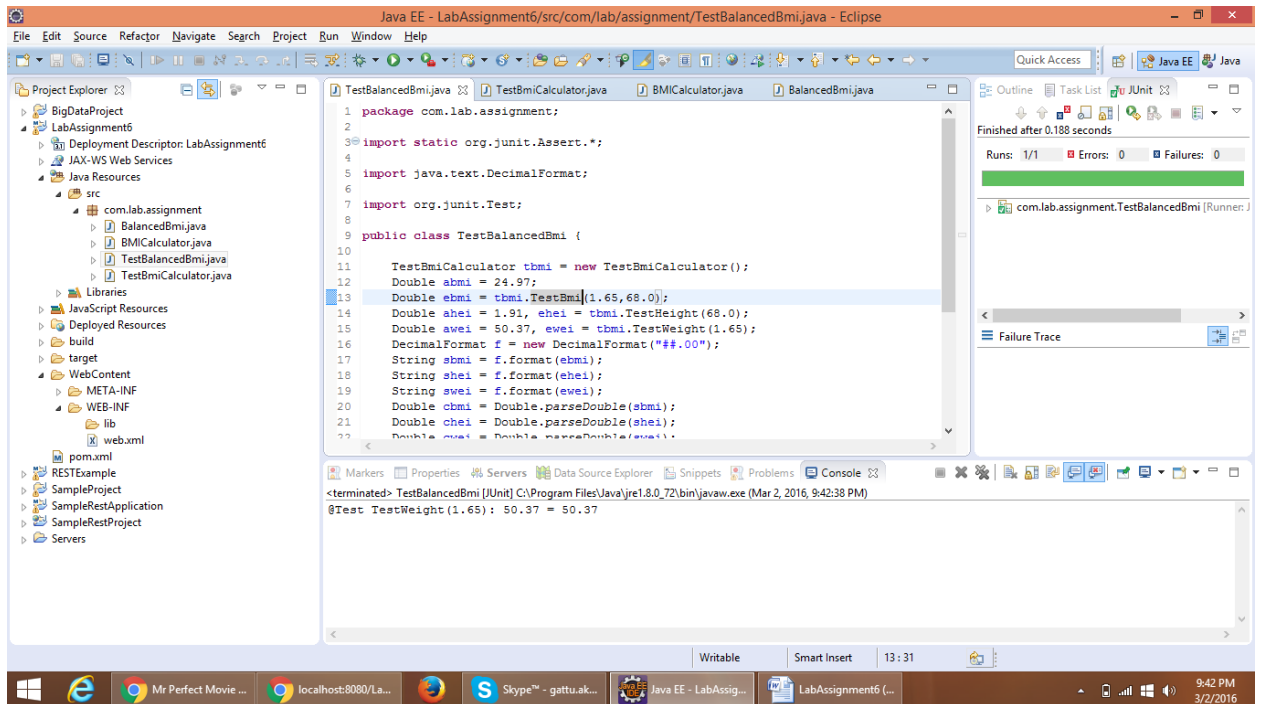 Java EE - LabAssignment6/src/com/lab/assignment/TestBalancedBmi.java - Eclipse
File Edit Source Refactor Navigate Search Project Run Window Help
Quick Access Java EE Java
Project Explorer
BigDataProject
LabAssignment6
Deployment Descriptor: LabAssignment6
JAX-WS Web Services
Java Resources
src
com.lab.assignment
BalancedBmi.java
BMICalculator.java
TestBalancedBmi.java
TestBmiCalculator.java
Libraries
JavaScript Resources
Deployed Resources
build
target
WebContent
META-INF
WEB-INF
lib
web.xml
pom.xml
RESTExample
SampleProject
SampleRestApplication
SampleRestProject
Servers
TestBalancedBmi.java TestBmiCalculator.java BMICalculator.java BalancedBmi.java
1 package com.lab.assignment;
2
3 import static org.junit.Assert.*;
4
5 import java.text.DecimalFormat;
6
7 import org.junit.Test;
8
9 public class TestBalancedBmi {
10
11 TestBmiCalculator tbmi = new TestBmiCalculator();
12 Double abmi = 24.97;
13 Double ebmi = tbmi.TestBmi(1.65,68.0);
14 Double ahei = 1.91, ehei = tbmi.TestHeight(68.0);
15 Double awei = 50.37, ewei = tbmi.TestWeight(1.65);
16 DecimalFormat f = new DecimalFormat("##.00");
17 String sbmi = f.format(ebmi);
18 String shei = f.format(ehei);
19 String swei = f.format(ewei);
20 Double cbmi = Double.parseDouble(sbmi);
21 Double chei = Double.parseDouble(shei);
22 Double cwei = Double.parseDouble(swei);
Outline Task List JUnit
Finished after 0.188 seconds
Runs: 1/1 Errors: 0 Failures: 0
com.lab.assignment.TestBalancedBmi [Runner: J
Failure Trace
Markers Properties Servers Data Source Explorer Snippets Problems Console
<terminated> TestBalancedBmi [JUnit] C:\Program Files\Java\jre1.8.0_72\bin\javaw.exe (Mar 2, 2016, 9:42:38 PM)
@Test TestWeight(1.65): 50.37 = 50.37
Writable Smart Insert 13 : 31
Mr Perfect Movie ... localhost:8080/La... Skype™ - gattu.ak... Java EE - LabAssig... LabAssignment6 (...
9:42 PM
3/2/2016